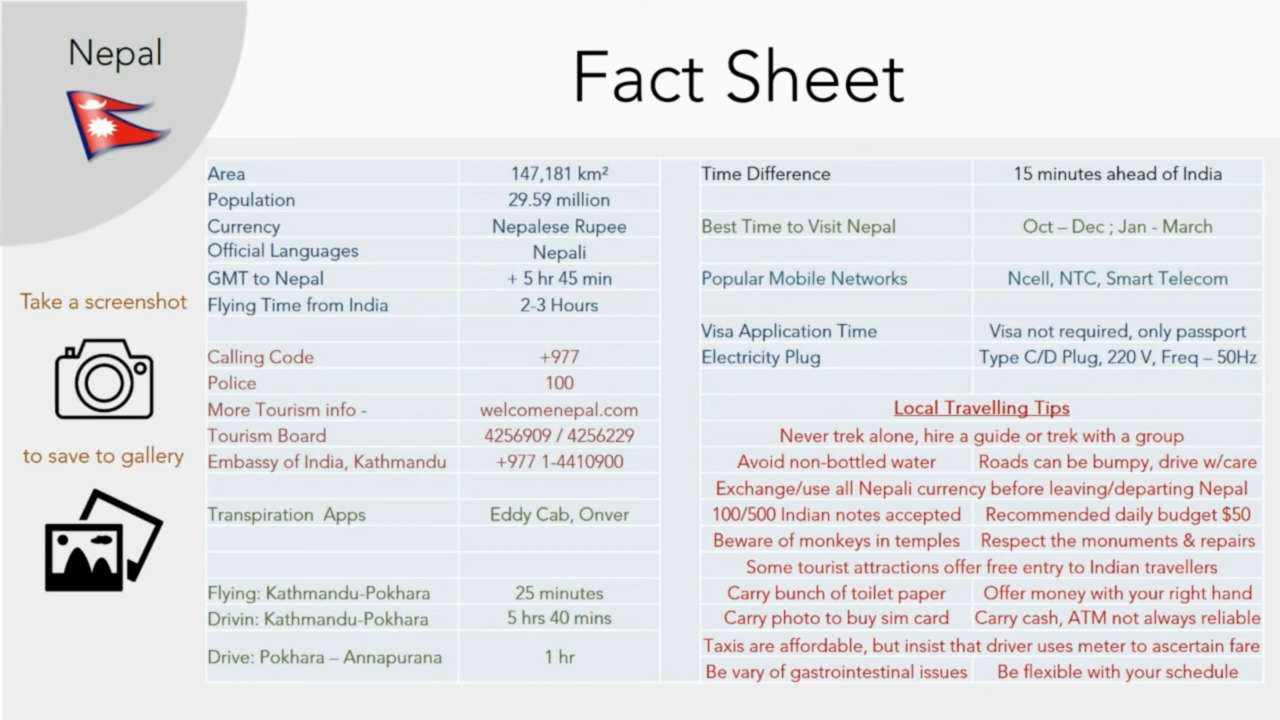 Nepal
Fact Sheet
Take a screenshot
to save to gallery
Area 147,181 km²
Population 29.59 million
Currency Nepalese Rupee
Official Languages Nepali
GMT to Nepal + 5 hr 45 min
Flying Time from India 2-3 Hours
Calling Code +977
Police 100
More Tourism info - welcomenepal.com
Tourism Board 4256909 / 4256229
Embassy of India, Kathmandu +977 1-4410900
Transpiration Apps Eddy Cab, Onver
Flying: Kathmandu-Pokhara 25 minutes
Drivin: Kathmandu-Pokhara 5 hrs 40 mins
Drive: Pokhara – Annapurana 1 hr
Time Difference 15 minutes ahead of India
Best Time to Visit Nepal Oct – Dec ; Jan - March
Popular Mobile Networks Ncell, NTC, Smart Telecom
Visa Application Time Visa not required, only passport
Electricity Plug Type C/D Plug, 220 V, Freq – 50Hz
Local Travelling Tips
Never trek alone, hire a guide or trek with a group
Avoid non-bottled water Roads can be bumpy, drive w/care
Exchange/use all Nepali currency before leaving/departing Nepal
100/500 Indian notes accepted Recommended daily budget $50
Beware of monkeys in temples Respect the monuments & repairs
Some tourist attractions offer free entry to Indian travellers
Carry bunch of toilet paper Offer money with your right hand
Carry photo to buy sim card Carry cash, ATM not always reliable
Taxis are affordable, but insist that driver uses meter to ascertain fare
Be vary of gastrointestinal issues Be flexible with your schedule